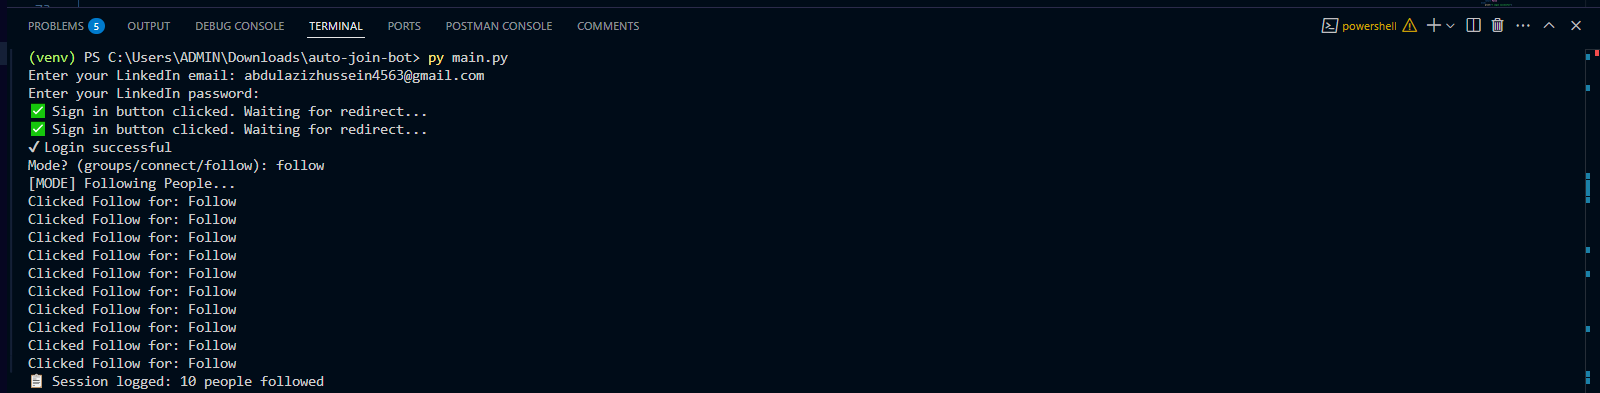 PROBLEMS 5 OUTPUT DEBUG CONSOLE TERMINAL PORTS POSTMAN CONSOLE COMMENTS powershell
(venv) PS C:\Users\ADMIN\Downloads\auto-join-bot> py main.py
Enter your LinkedIn email: abdulazizhussein4563@gmail.com
Enter your LinkedIn password:
✅ Sign in button clicked. Waiting for redirect...
✅ Sign in button clicked. Waiting for redirect...
✓ Login successful
Mode? (groups/connect/follow): follow
[MODE] Following People...
Clicked Follow for: Follow
Clicked Follow for: Follow
Clicked Follow for: Follow
Clicked Follow for: Follow
Clicked Follow for: Follow
Clicked Follow for: Follow
Clicked Follow for: Follow
Clicked Follow for: Follow
Clicked Follow for: Follow
Clicked Follow for: Follow
📋 Session logged: 10 people followed